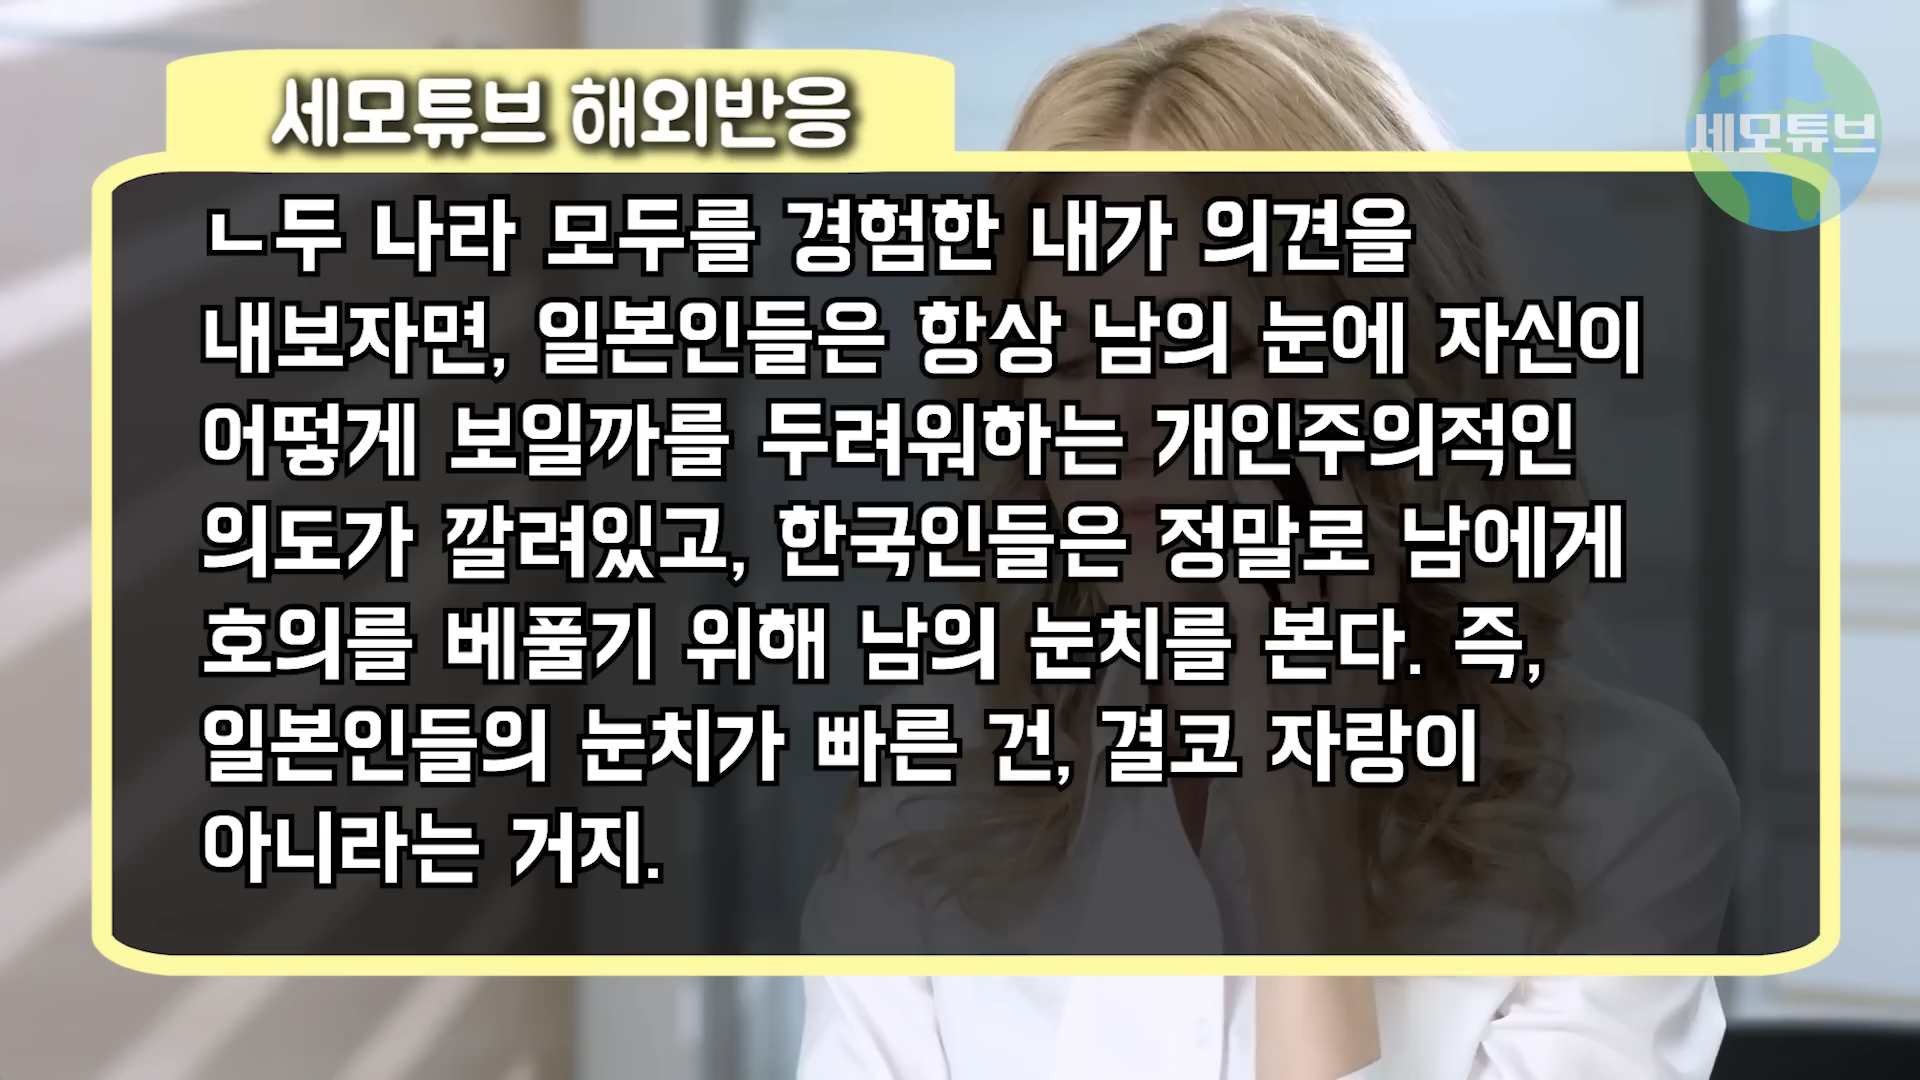 세모튜브 해외반응
세모튜브
ㄴ두 나라 모두를 경험한 내가 의견을
내보자면, 일본인들은 항상 남의 눈에 자신이
어떻게 보일까를 두려워하는 개인주의적인
의도가 깔려있고, 한국인들은 정말로 남에게
호의를 베풀기 위해 남의 눈치를 본다. 즉,
일본인들의 눈치가 빠른 건, 결코 자랑이
아니라는 거지.